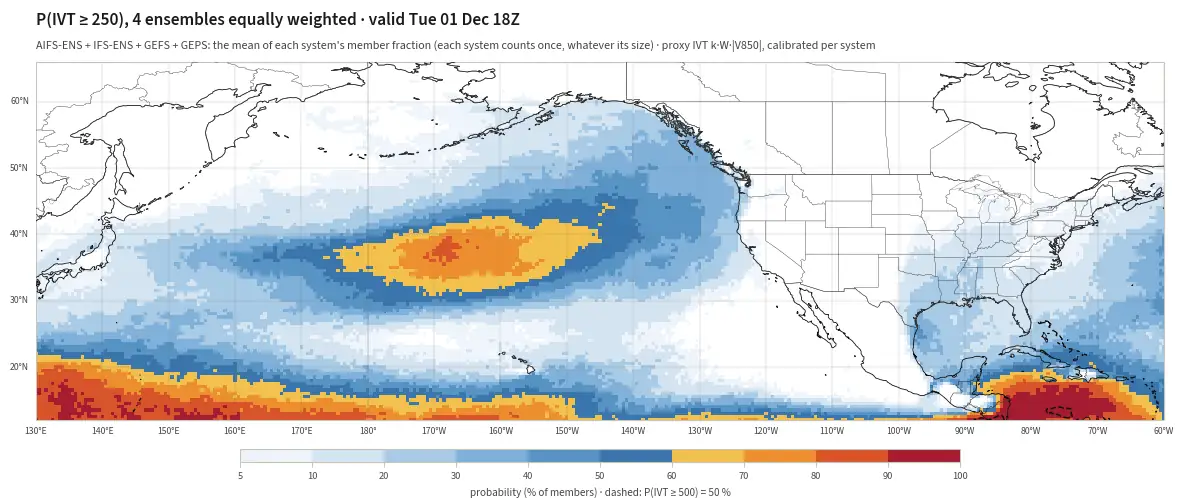 P(IVT ≥ 250), 4 ensembles equally weighted · valid Tue 01 Dec 18Z
AIFS-ENS + IFS-ENS + GEFS + GEPS: the mean of each system's member fraction (each system counts once, whatever its size) · proxy IVT k·W·|V850|, calibrated per system
60°N
50°N
40°N
30°N
20°N
130°E 140°E 150°E 160°E 170°E 180° 170°W 160°W 150°W 140°W 130°W 120°W 110°W 100°W 90°W 80°W 70°W 60°W
5 10 20 30 40 50 60 70 80 90 100
probability (% of members) · dashed: P(IVT ≥ 500) = 50 %